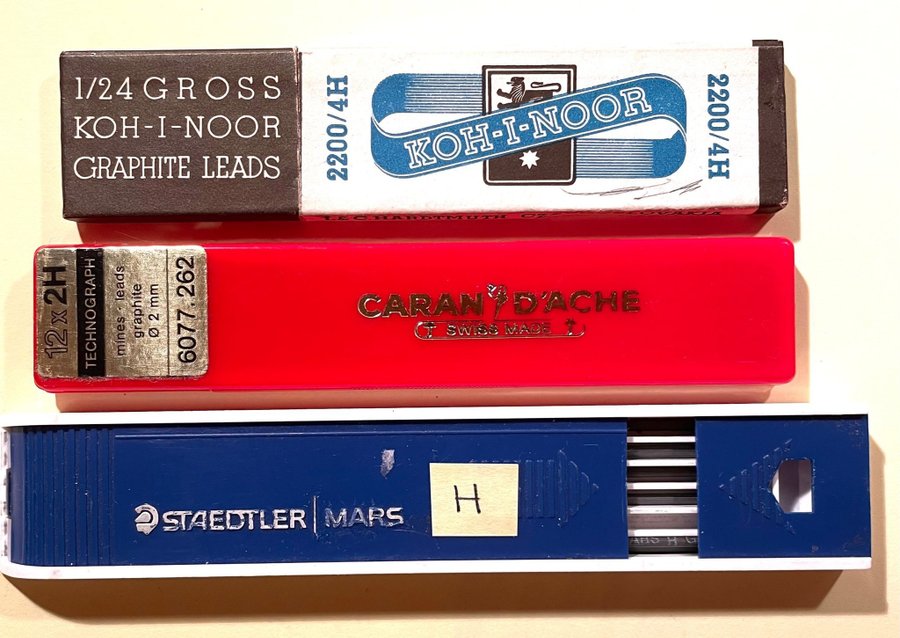 1/24 GROSS
KOH-I-NOOR
GRAPHITE LEADS
2200/4H
KOH-I-NOOR
2200/4H
L&C HARDTMUTH
12 x 2H
TECHNOGRAPH
mines · leads
graphite
Ø 2 mm
6077.262
CARAN D'ACHE
SWISS MADE
STAEDTLER | MARS
H